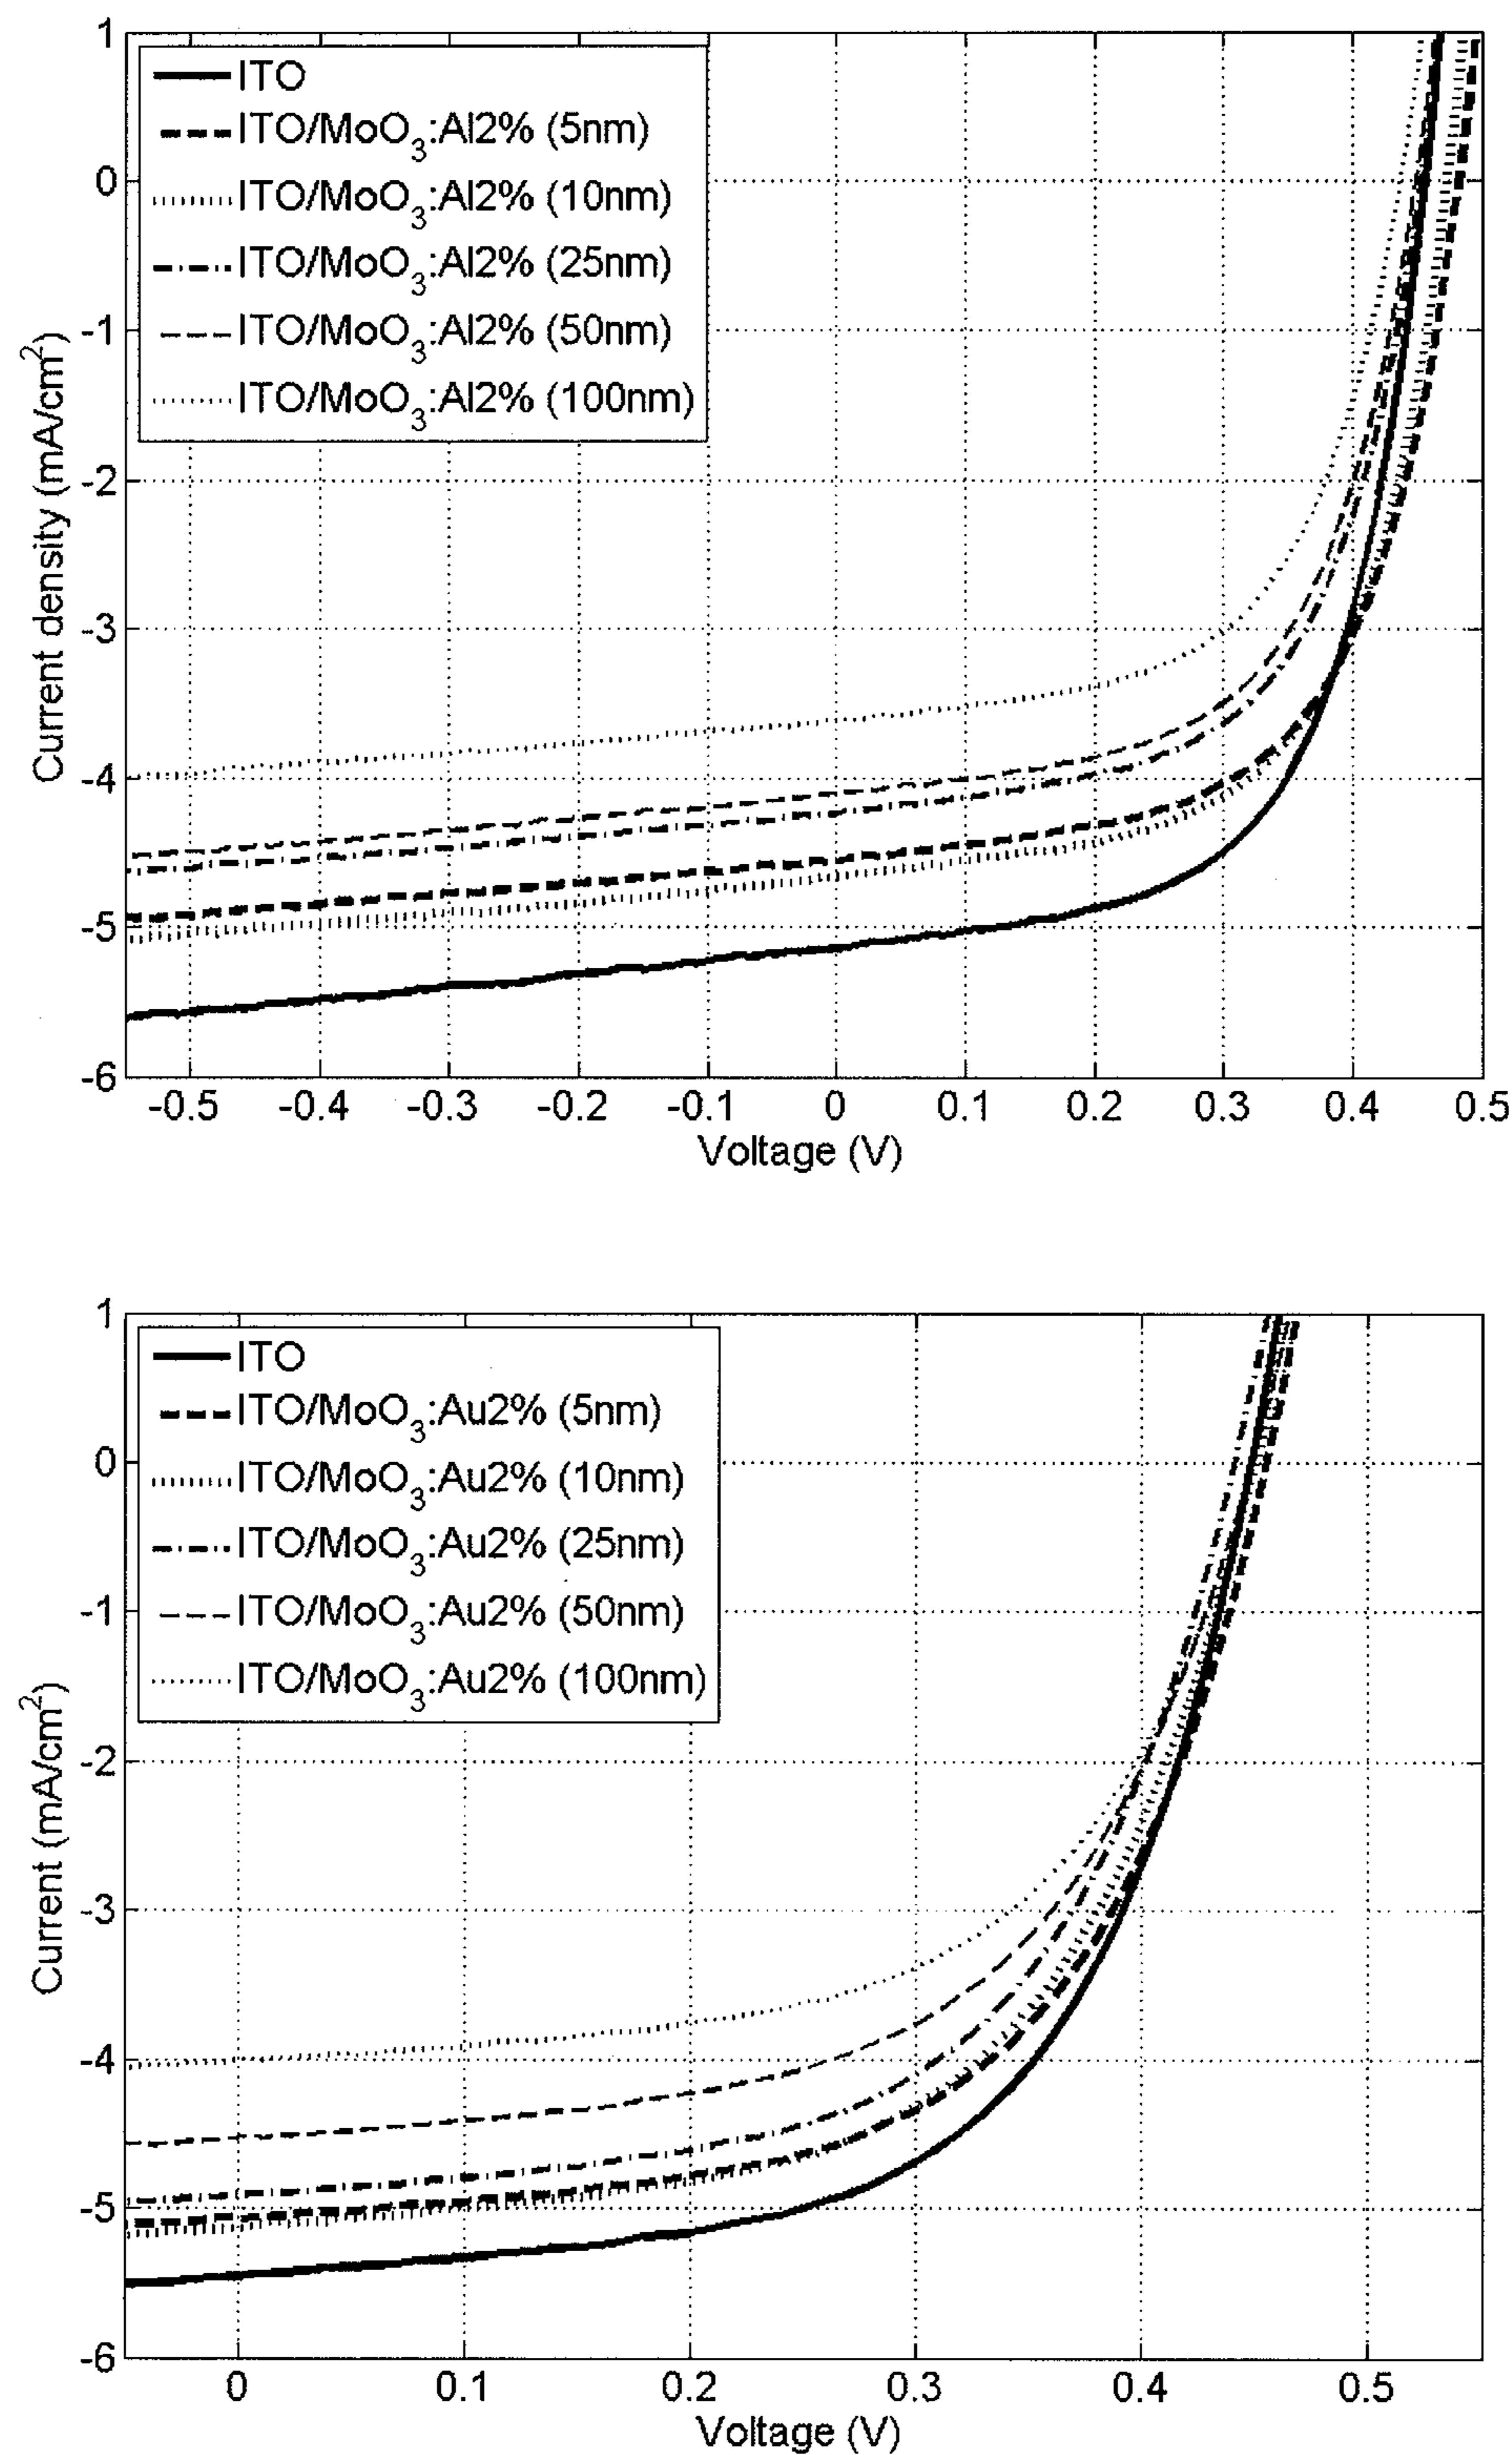 1
0
-1
-2
-3
-4
-5
-6
Current density (mA/cm²)
ITO
ITO/MoO₃:Al2% (5nm)
ITO/MoO₃:Al2% (10nm)
ITO/MoO₃:Al2% (25nm)
ITO/MoO₃:Al2% (50nm)
ITO/MoO₃:Al2% (100nm)
-0.5 -0.4 -0.3 -0.2 -0.1 0 0.1 0.2 0.3 0.4 0.5
Voltage (V)
1
0
-1
-2
-3
-4
-5
-6
Current (mA/cm²)
ITO
ITO/MoO₃:Au2% (5nm)
ITO/MoO₃:Au2% (10nm)
ITO/MoO₃:Au2% (25nm)
ITO/MoO₃:Au2% (50nm)
ITO/MoO₃:Au2% (100nm)
0 0.1 0.2 0.3 0.4 0.5
Voltage (V)